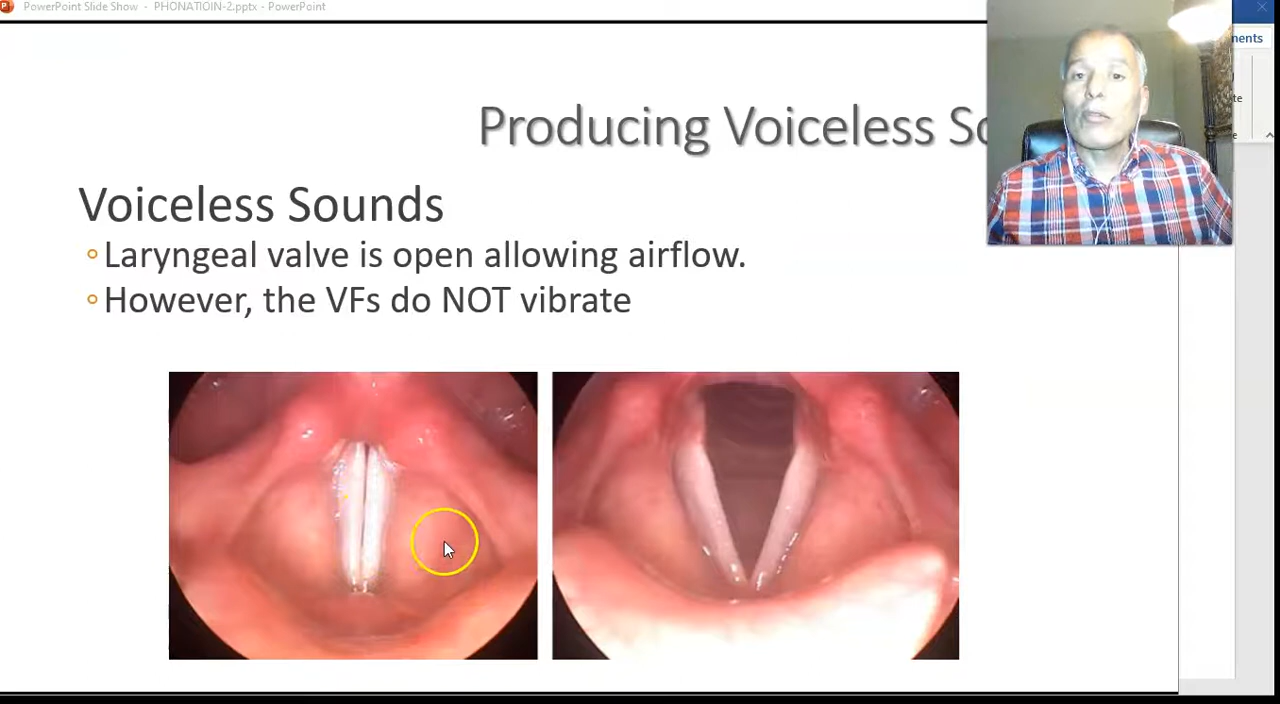 PowerPoint Slide Show - PHONATIOIN-2.pptx - PowerPoint
Producing Voiceless
Voiceless Sounds
Laryngeal valve is open allowing airflow.
However, the VFs do NOT vibrate